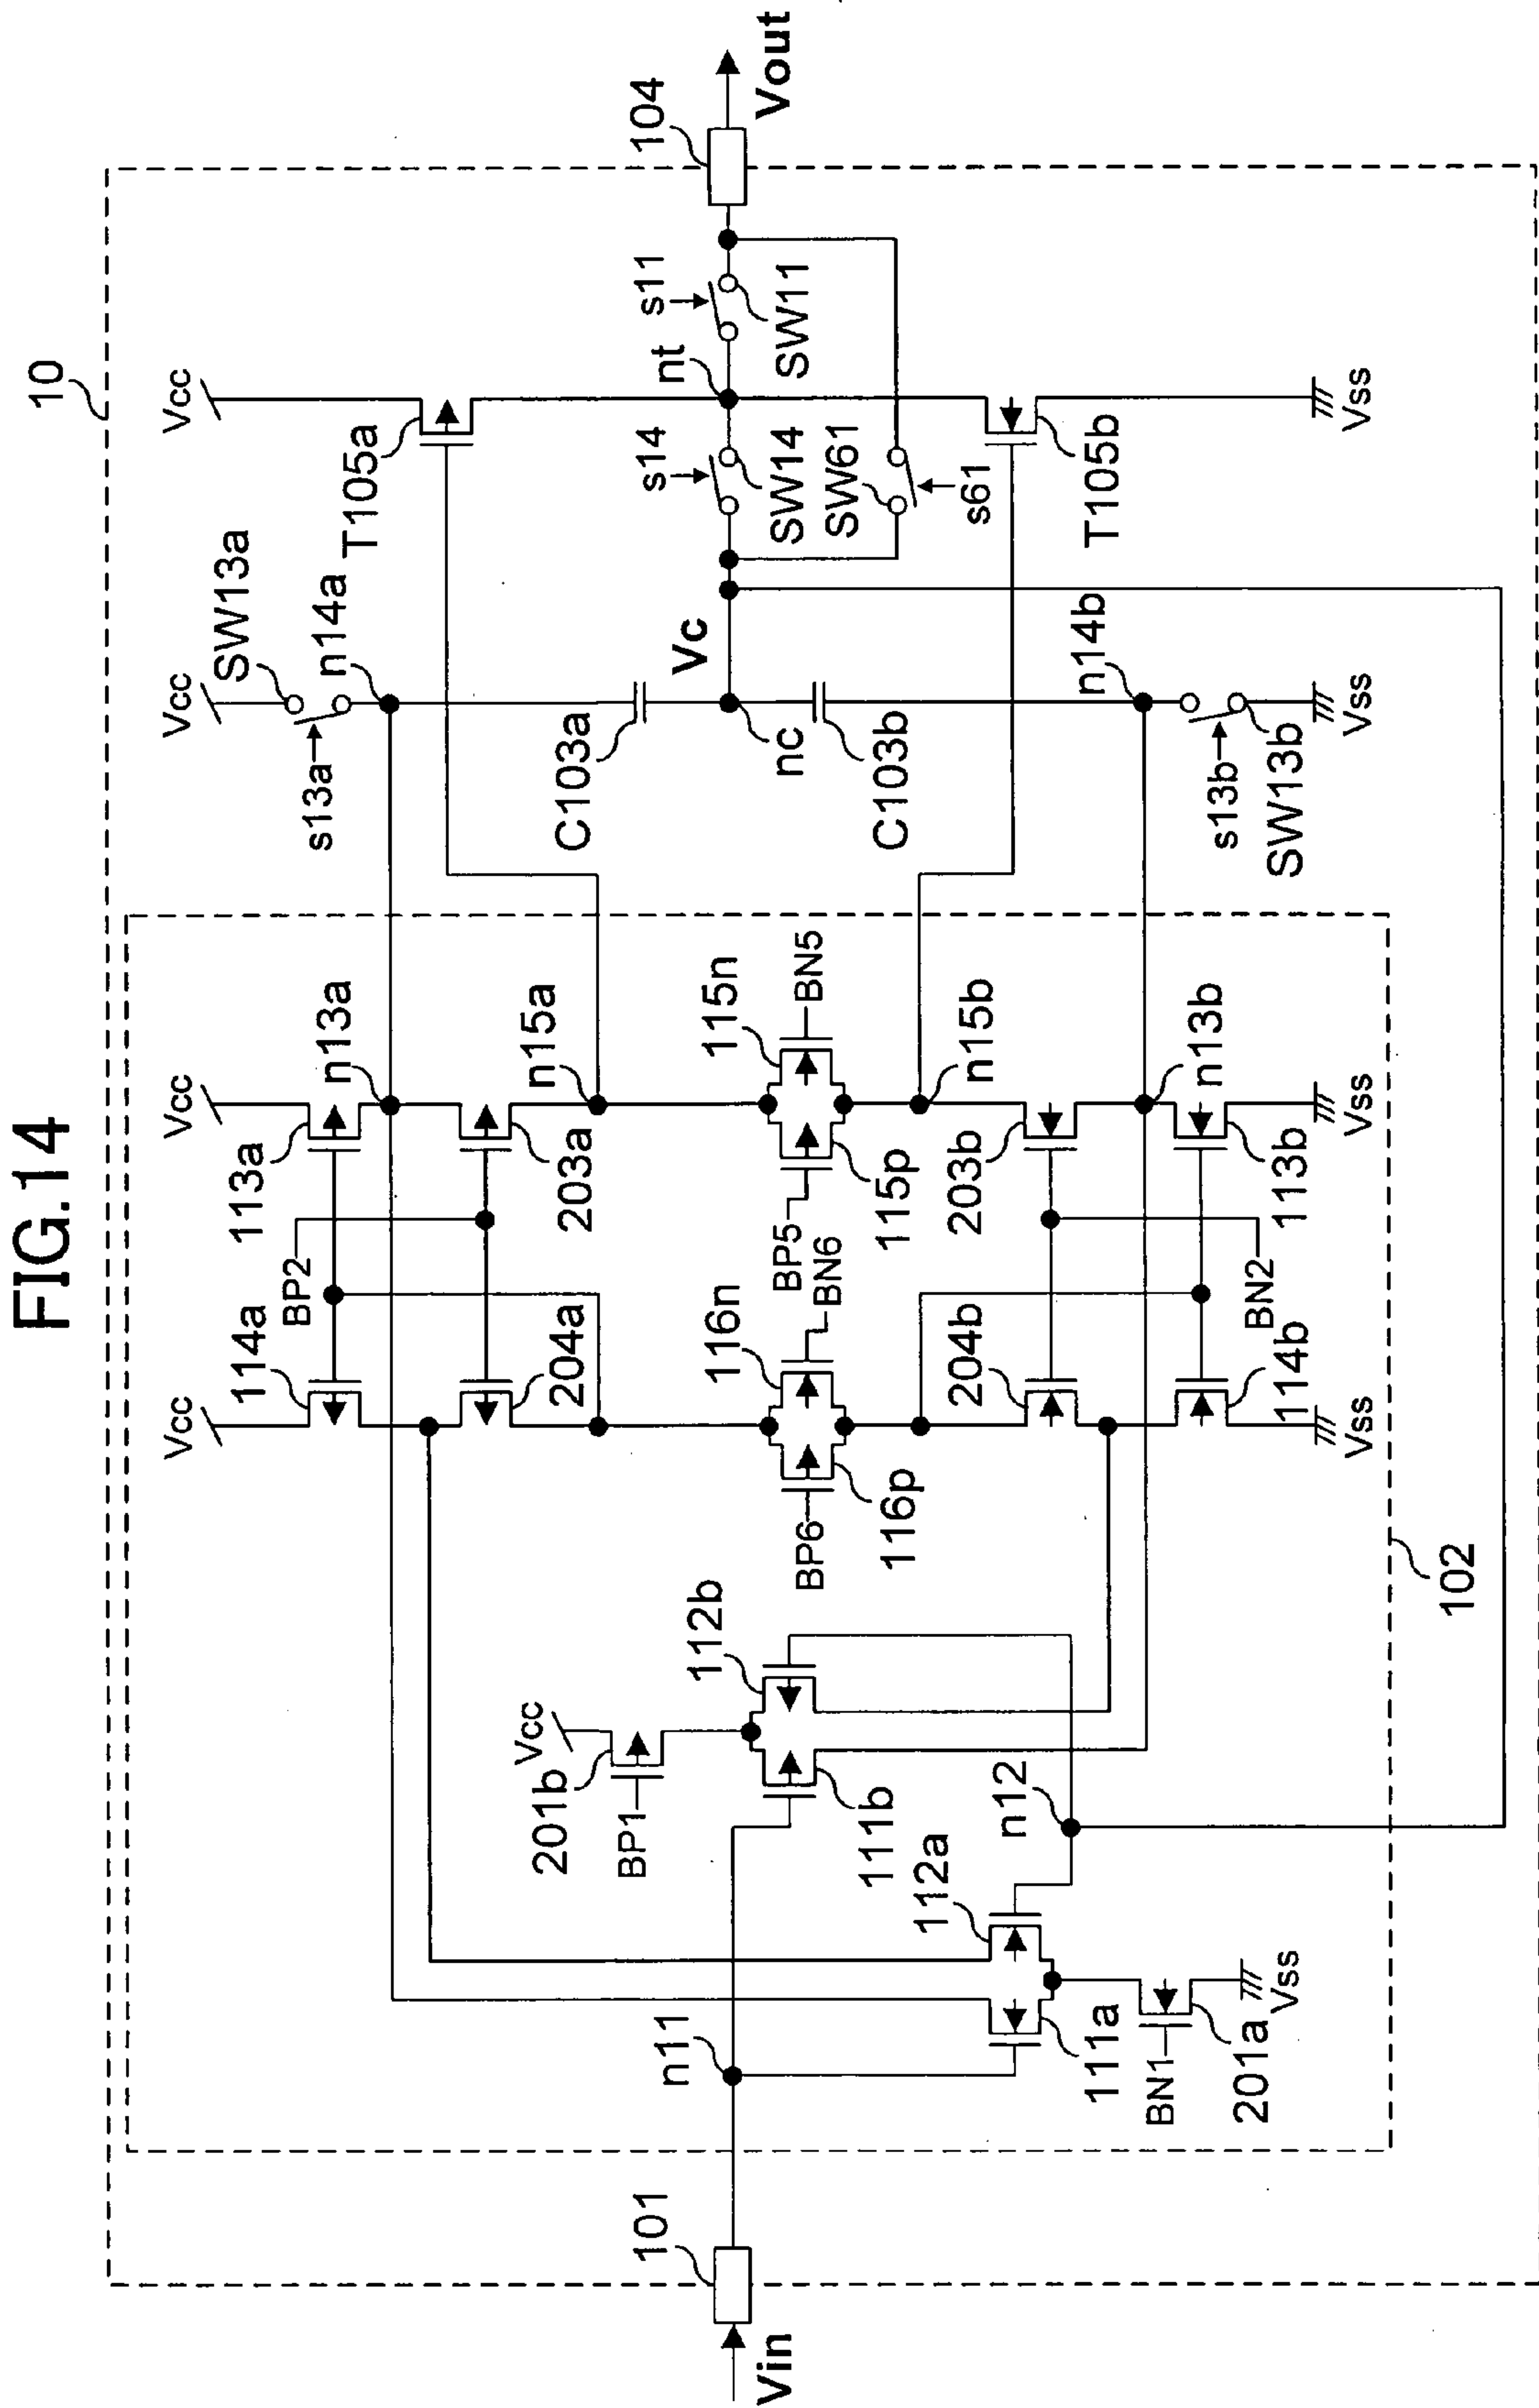 FIG.14
10
Vcc
Vcc
Vcc
Vcc
SW13a
s13a
n14a
T105a
114a
113a
n13a
BP2
204a
203a
n15a
Vcc
201b
BP1
112b
111b
116n
BN6
BP6
116p
115n
BN5
BP5
115p
C103a
Vc
nc
C103b
s14
SW14
nt
s11
SW11
104
Vout
SW61
s61
T105b
Vss
101
Vin
n11
112a
n12
111a
BN1
201a
Vss
204b
203b
n15b
BN2
114b
113b
n13b
Vss
Vss
n14b
s13b
SW13b
Vss
102